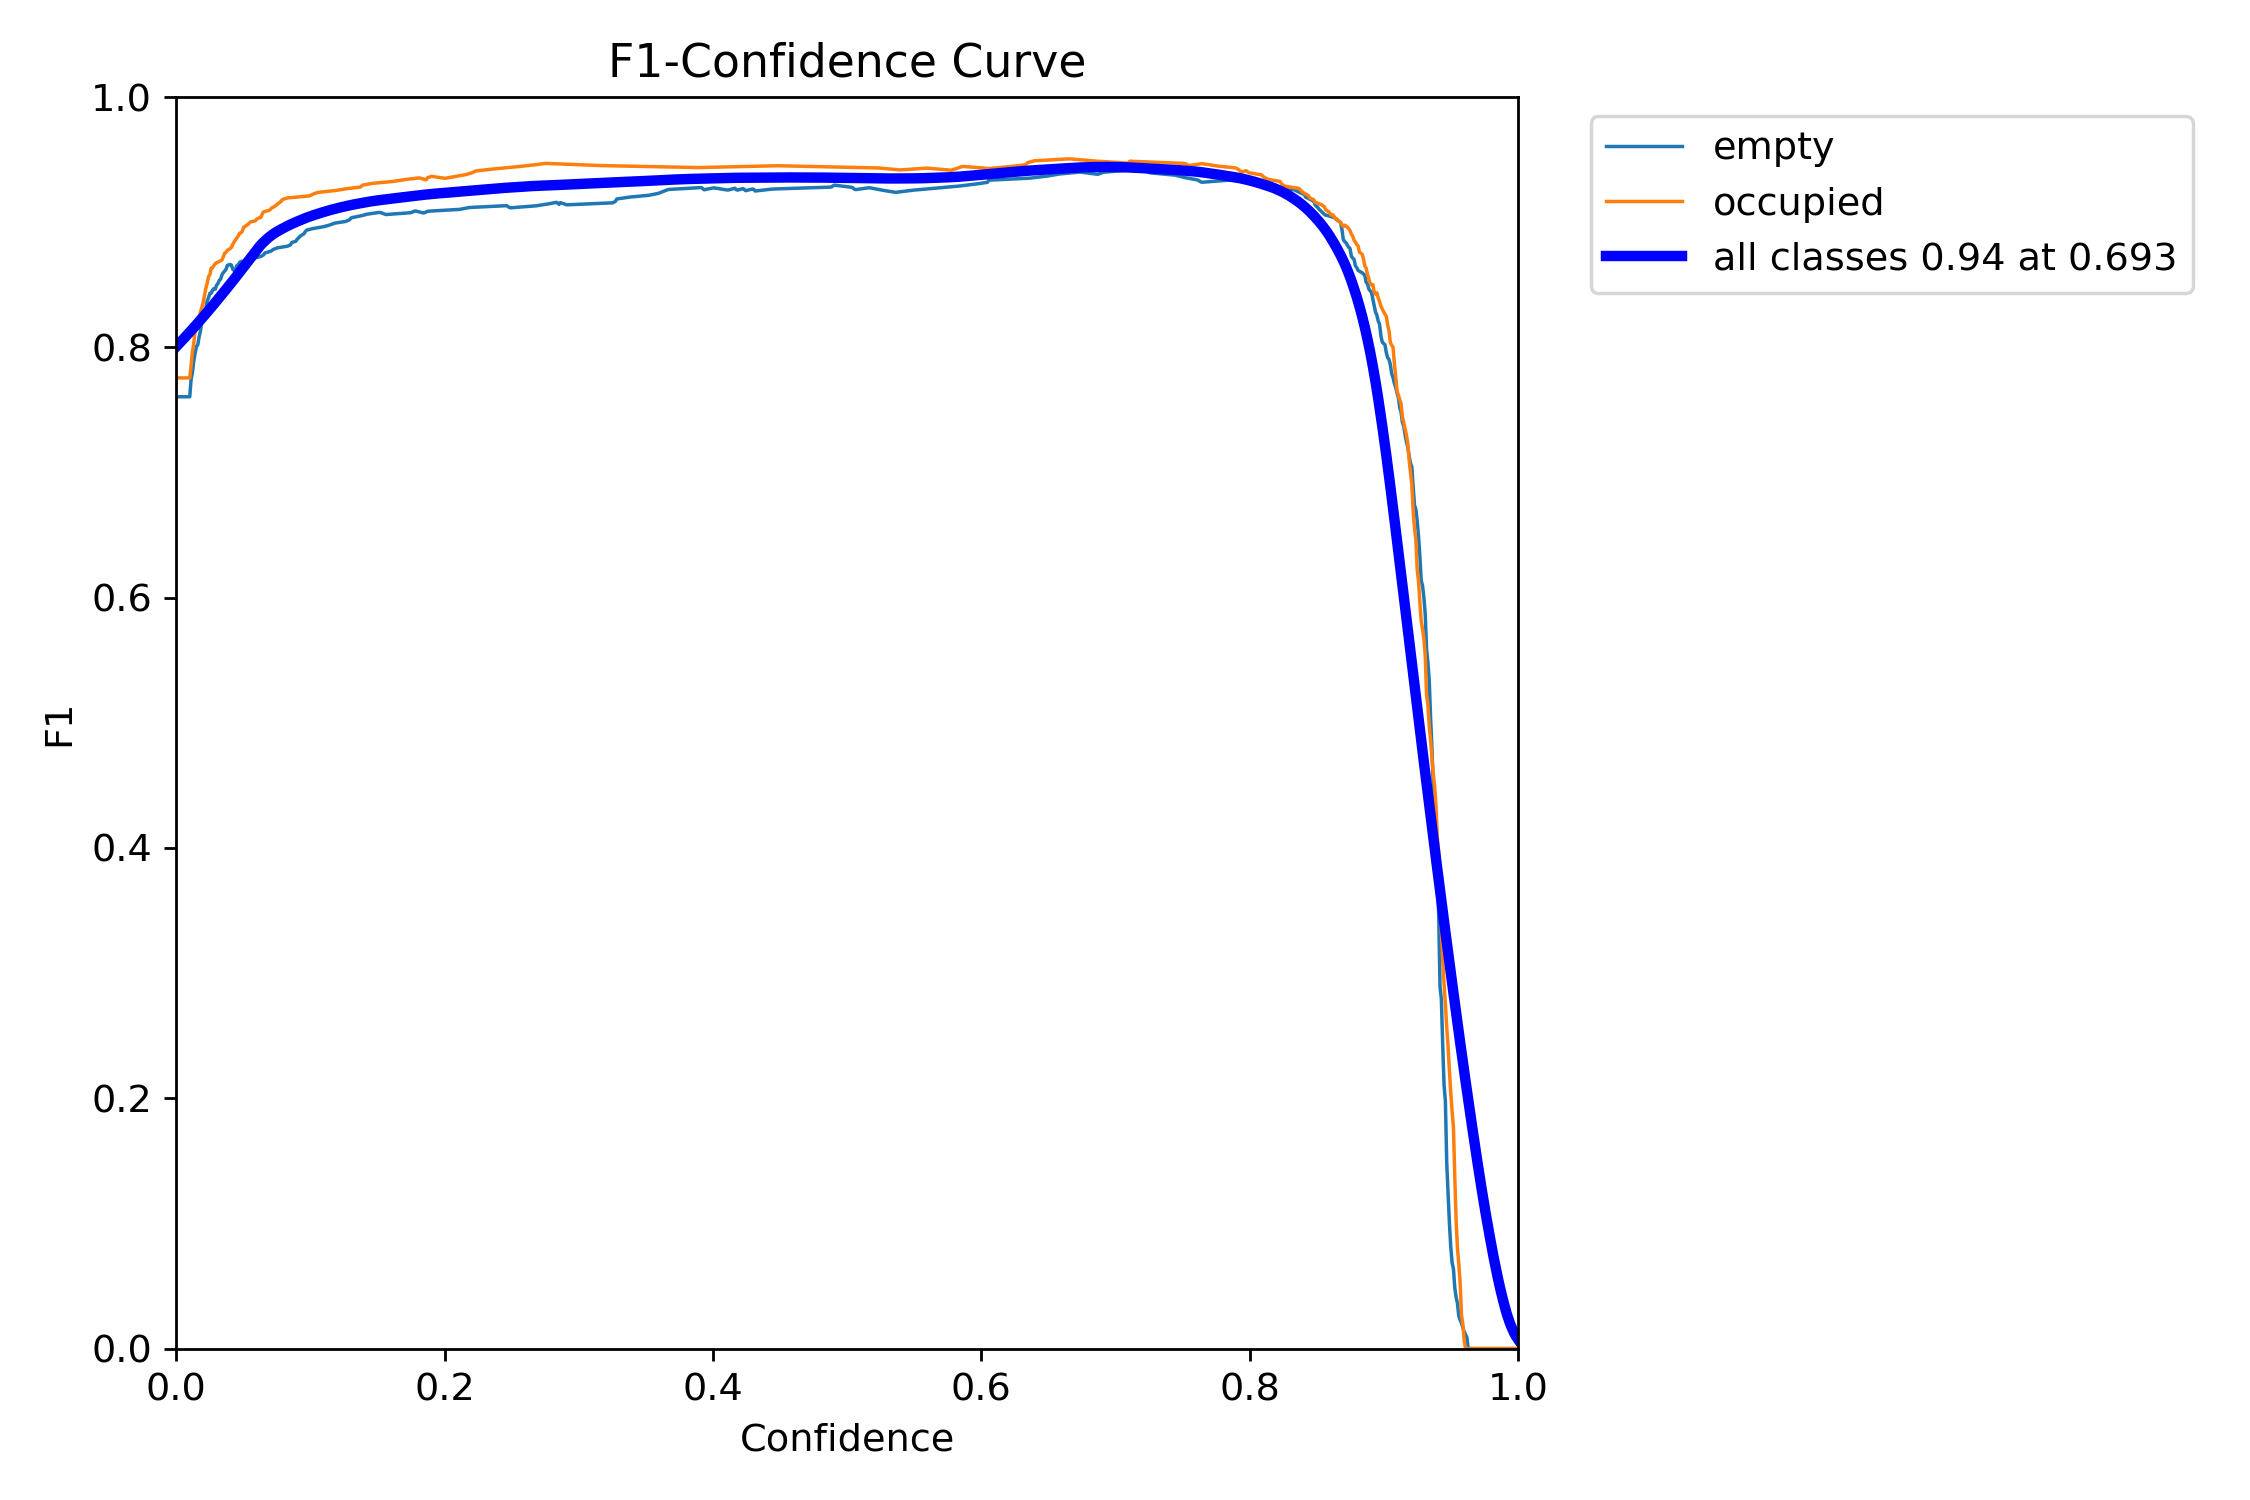 F1-Confidence Curve
1.0
0.8
0.6
0.4
0.2
0.0
F1
0.0 0.2 0.4 0.6 0.8 1.0
Confidence
empty
occupied
all classes 0.94 at 0.693